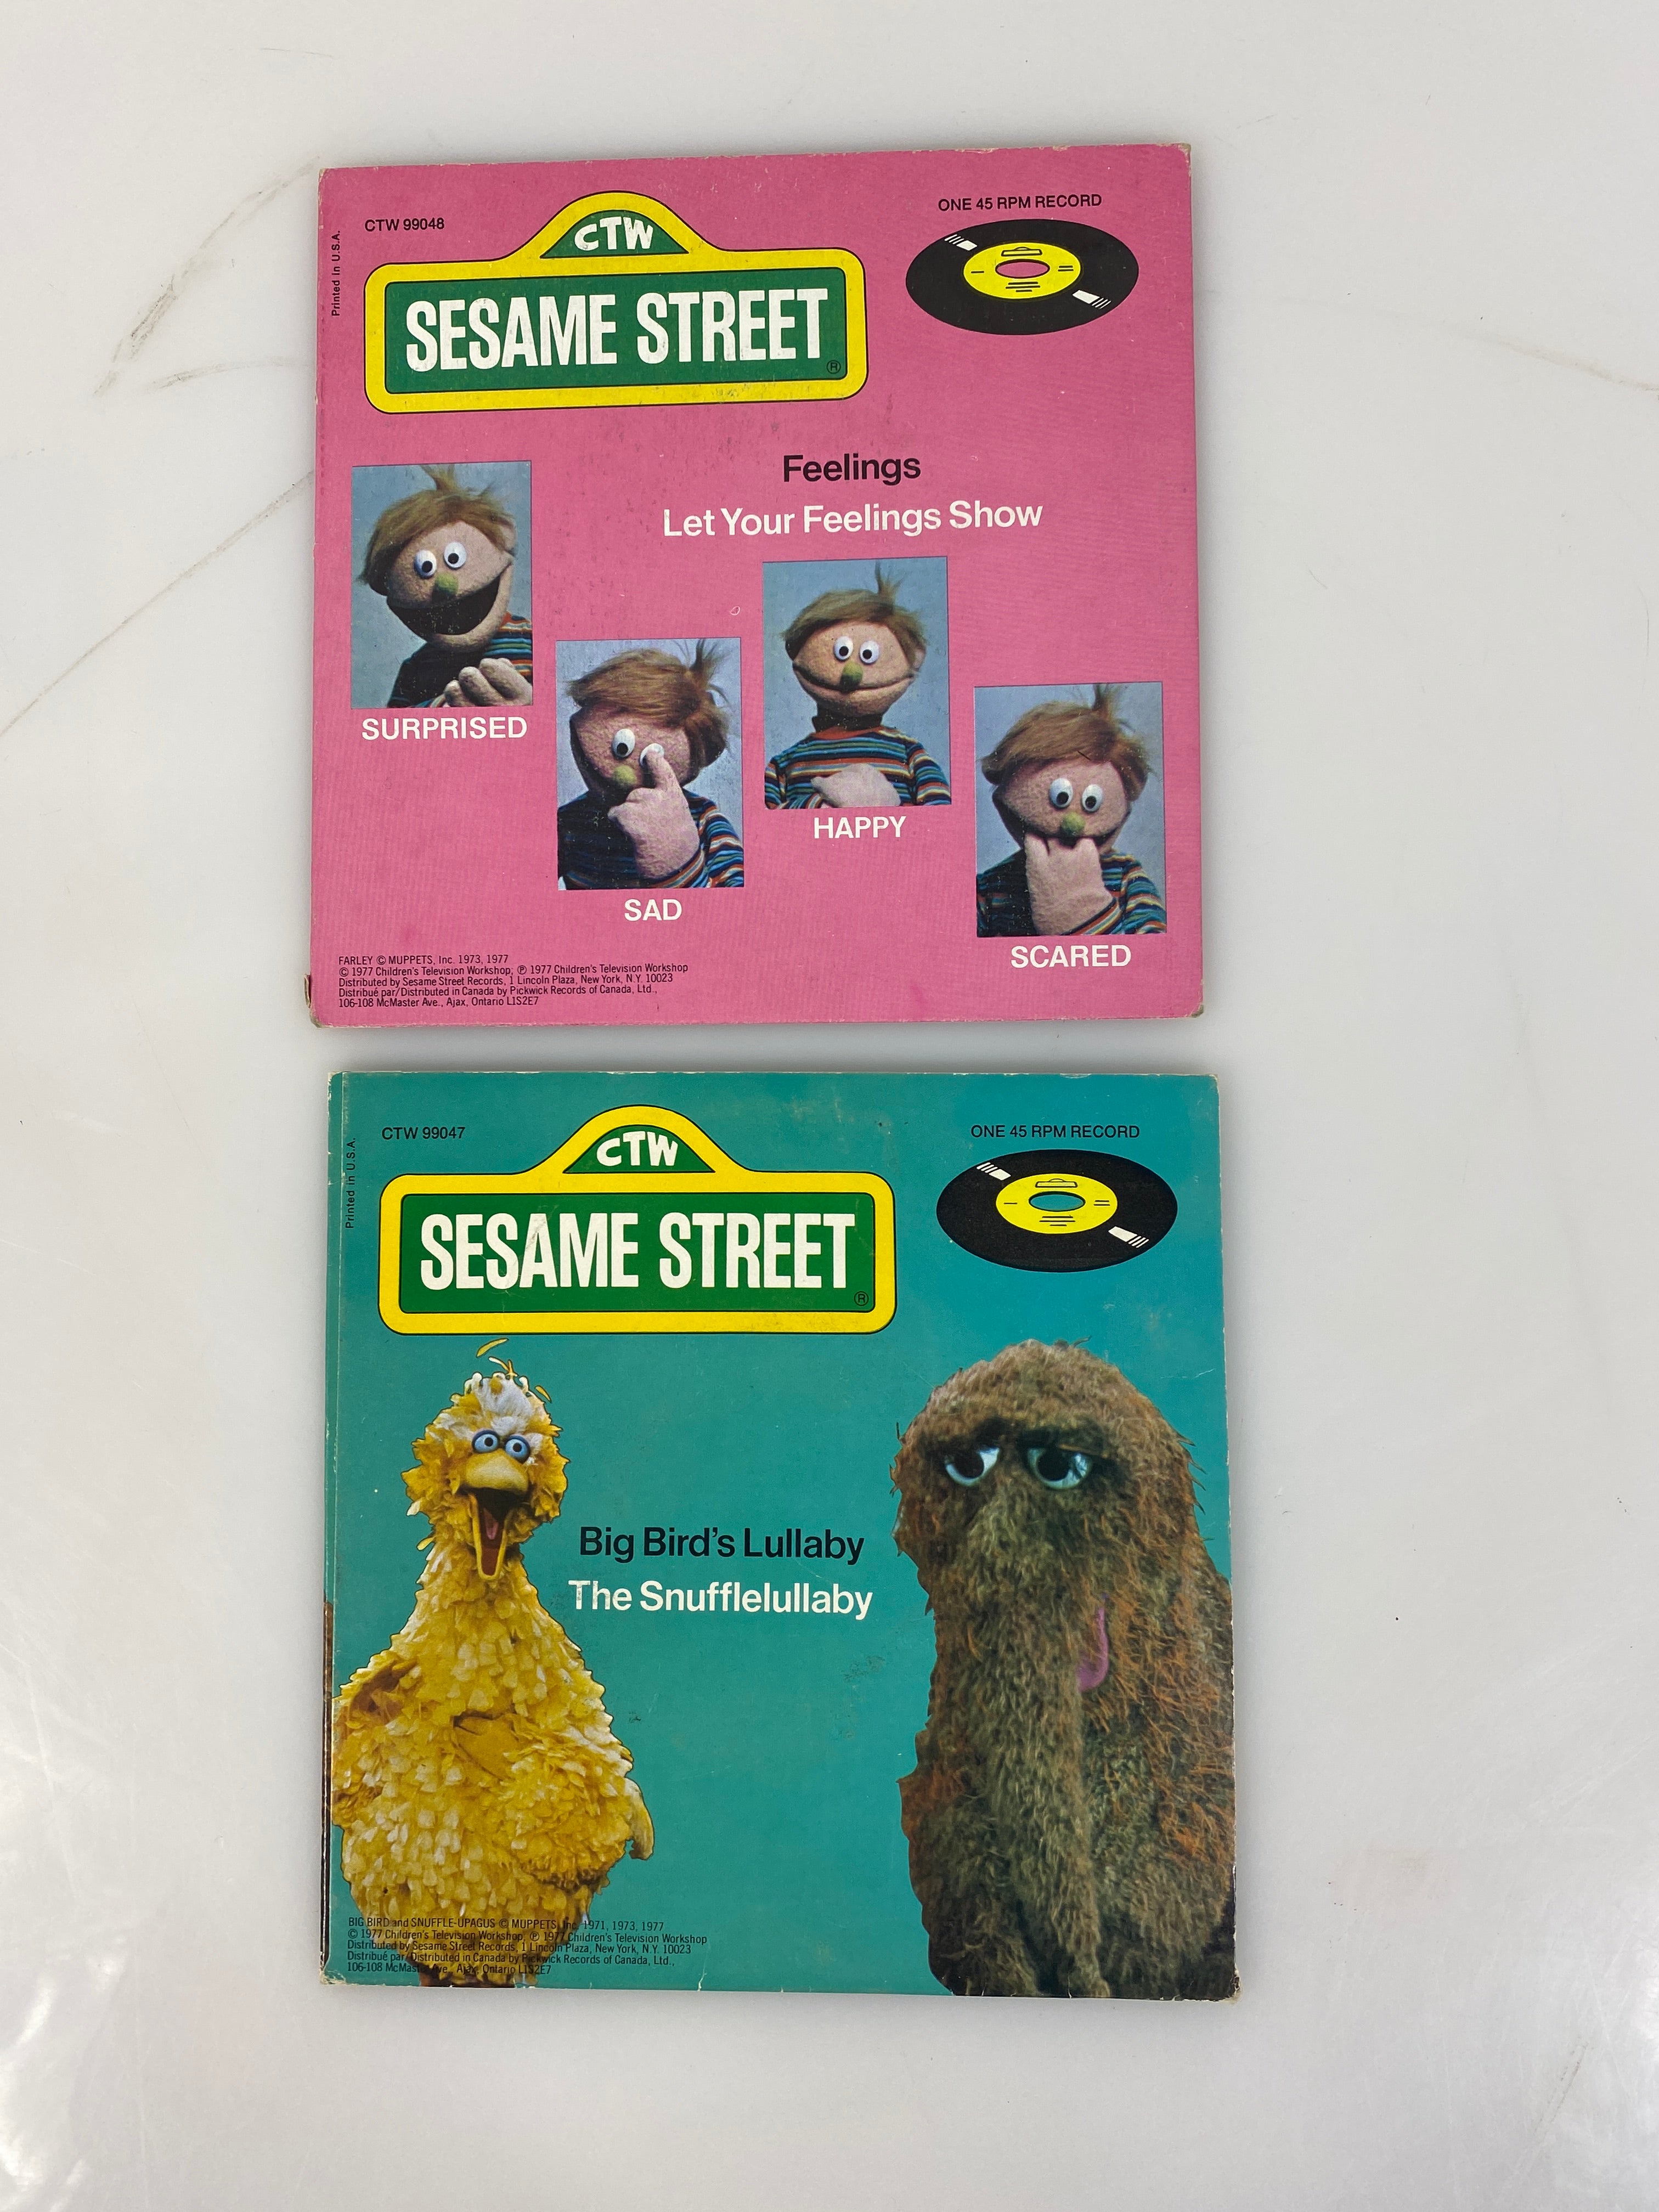 CTW 99048
Printed in U.S.A.
CTW
SESAME STREET
®
ONE 45 RPM RECORD
Feelings
Let Your Feelings Show
SURPRISED
SAD
HAPPY
SCARED
FARLEY © MUPPETS, Inc. 1973, 1977
© 1977 Children's Television Workshop; ℗ 1977 Children's Television Workshop
Distributed by Sesame Street Records, 1 Lincoln Plaza, New York, N.Y. 10023
Distribué par/Distributed in Canada by Pickwick Records of Canada, Ltd.,
106-108 McMaster Ave., Ajax, Ontario L1S2E7
CTW 99047
Printed in U.S.A.
CTW
SESAME STREET
®
ONE 45 RPM RECORD
Big Bird's Lullaby
The Snufflelullaby
BIG BIRD and SNUFFLE-UPAGUS © MUPPETS, Inc. 1971, 1973, 1977
© 1977 Children's Television Workshop; ℗ 1977 Children's Television Workshop
Distributed by Sesame Street Records, 1 Lincoln Plaza, New York, N.Y. 10023
Distribué par/Distributed in Canada by Pickwick Records of Canada, Ltd.,
106-108 McMaster Ave., Ajax, Ontario L1S2E7